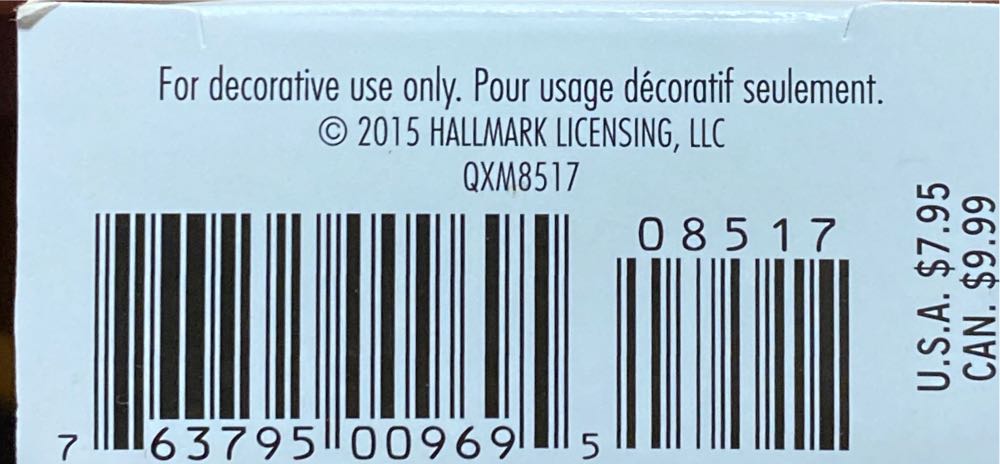 For decorative use only. Pour usage décoratif seulement.
© 2015 HALLMARK LICENSING, LLC
QXM8517
08517
7 63795 00969 5
U.S.A. $7.95
CAN. $9.99